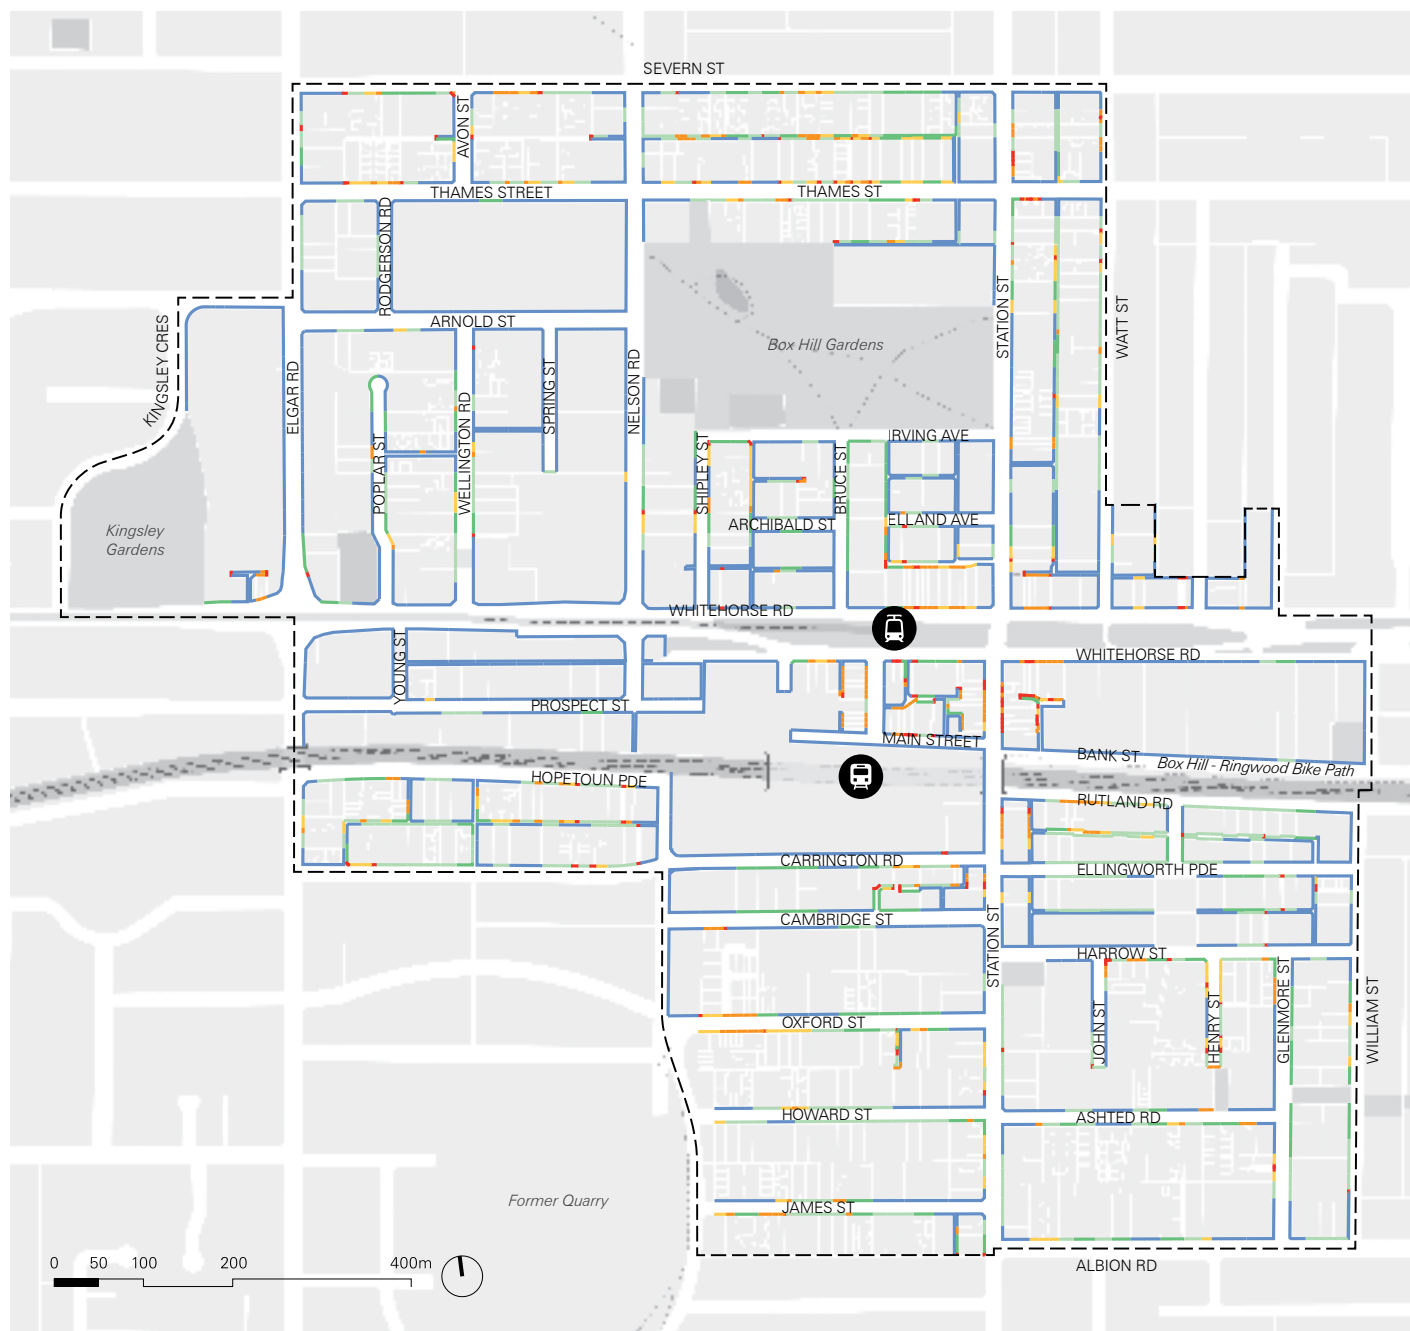 SEVERN ST
AVON ST
THAMES STREET
THAMES ST
RODGERSON RD
ARNOLD ST
KINGSLEY CRES
ELGAR RD
POPLAR ST
WELLINGTON RD
SPRING ST
NELSON RD
Box Hill Gardens
STATION ST
WATT ST
SHIPLEY ST
BRUCE ST
IRVING AVE
ARCHIBALD ST
ELLAND AVE
Kingsley
Gardens
WHITEHORSE RD
YOUNG ST
WHITEHORSE RD
PROSPECT ST
MAIN STREET
BANK ST
Box Hill - Ringwood Bike Path
HOPETOUN PDE
RUTLAND RD
CARRINGTON RD
ELLINGWORTH PDE
CAMBRIDGE ST
STATION ST
HARROW ST
JOHN ST
HENRY ST
GLENMORE ST
WILLIAM ST
OXFORD ST
HOWARD ST
ASHTED RD
Former Quarry
JAMES ST
0 50 100 200 400m
ALBION RD